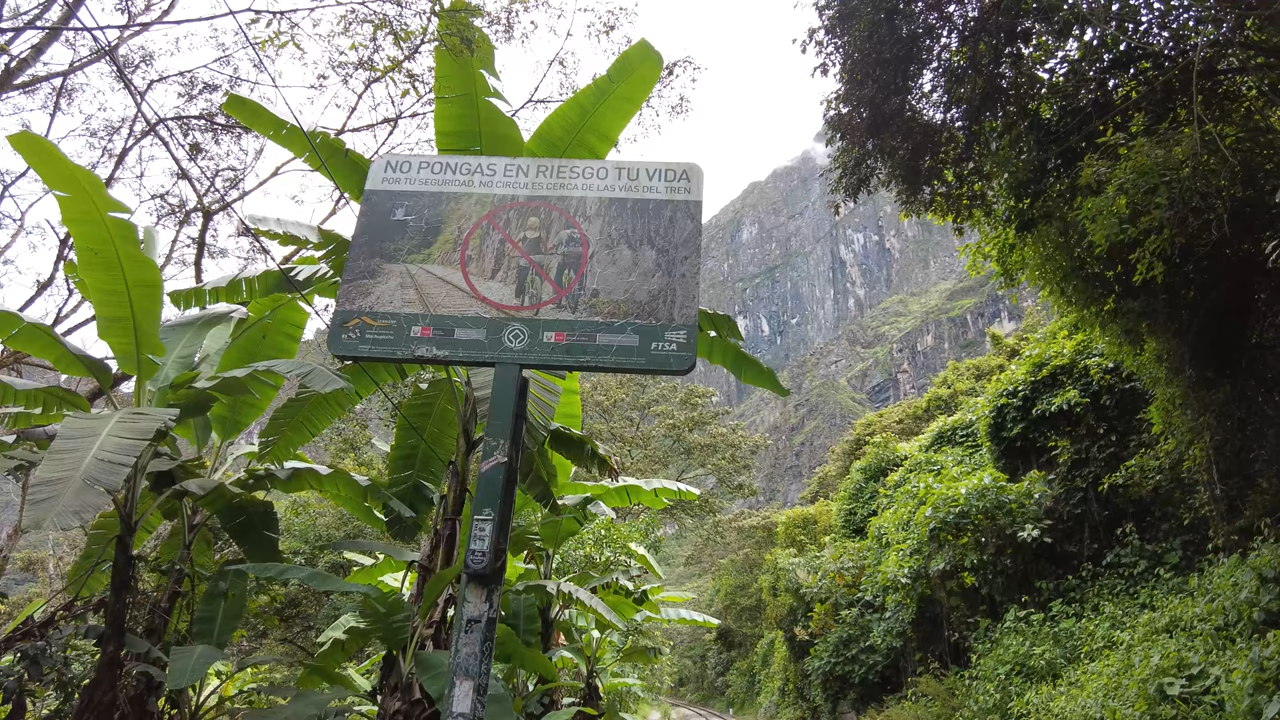 NO PONGAS EN RIESGO TU VIDA
POR TU SEGURIDAD, NO CIRCULES CERCA DE LAS VÍAS DEL TREN
FTSA